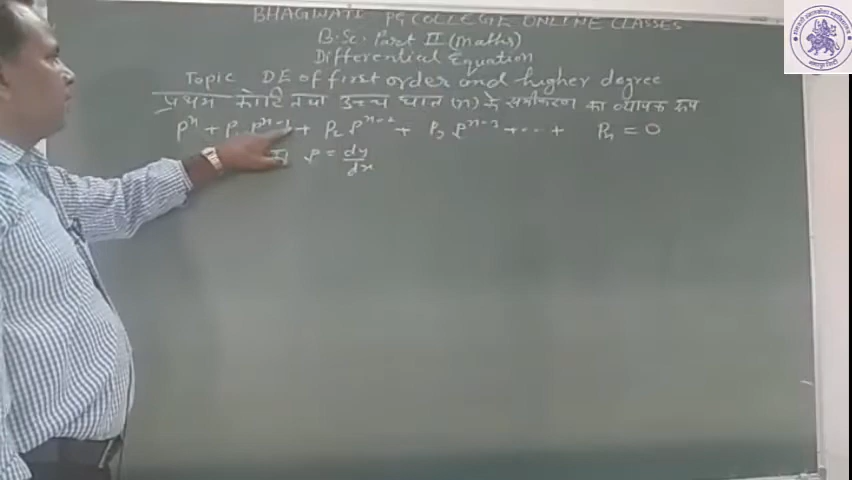 BHAGWATI PG COLLEGE ONLINE CLASSES
B.Sc. Part II (Maths)
Differential Equation
Topic DE of first order and higher degree
प्रथम कोटि तथा उच्च घात (n) के समीकरण का व्यापक रूप
pⁿ + P pⁿ⁻¹ + P₂ pⁿ⁻² + P₃ pⁿ⁻³ + ... + Pₙ = 0
p = dy/dx